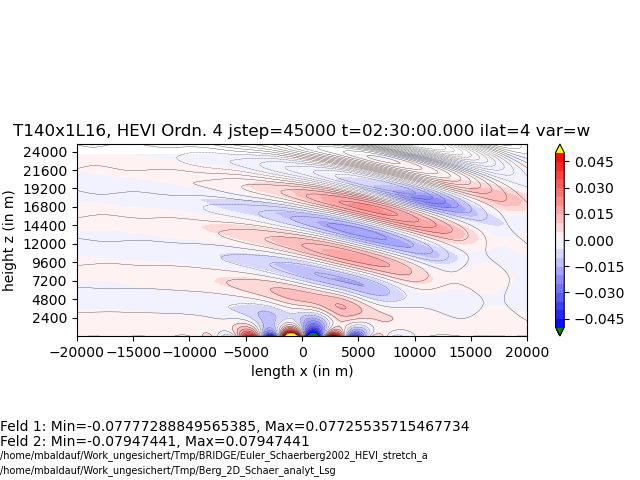 T140x1L16, HEVI Ordn. 4 jstep=45000 t=02:30:00.000 ilat=4 var=w
24000
21600
19200
16800
14400
12000
9600
7200
4800
2400
height z (in m)
−20000 −15000 −10000 −5000 0 5000 10000 15000 20000
length x (in m)
0.045
0.030
0.015
0.000
−0.015
−0.030
−0.045
Feld 1: Min=-0.07777288849565385, Max=0.07725535715467734
Feld 2: Min=-0.07947441, Max=0.07947441
/home/mbaldauf/Work_ungesichert/Tmp/BRIDGE/Euler_Schaerberg2002_HEVI_stretch_a
/home/mbaldauf/Work_ungesichert/Tmp/Berg_2D_Schaer_analyt_Lsg